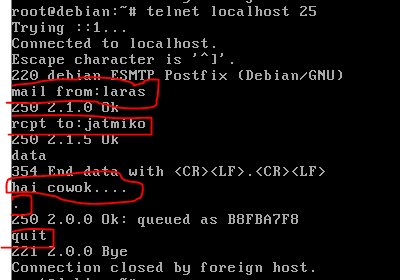 root@debian:~# telnet localhost 25
Trying ::1...
Connected to localhost.
Escape character is '^]'.
220 debian ESMTP Postfix (Debian/GNU)
mail from:laras
250 2.1.0 Ok
rcpt to:jatmiko
250 2.1.5 Ok
data
354 End data with <CR><LF>.<CR><LF>
hai cowok....
.
250 2.0.0 Ok: queued as B8FBA7F8
quit
221 2.0.0 Bye
Connection closed by foreign host.